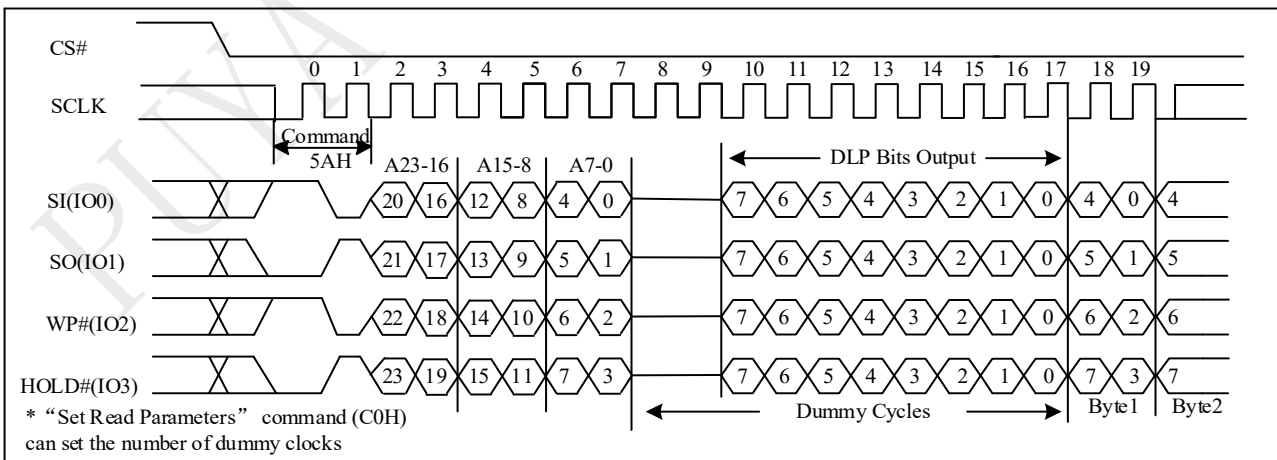 PUYA
CS#
0 1 2 3 4 5 6 7 8 9 10 11 12 13 14 15 16 17 18 19
SCLK
Command
5AH
A23-16 A15-8 A7-0 DLP Bits Output
SI(IO0) 20 16 12 8 4 0 7 6 5 4 3 2 1 0 4 0 4
SO(IO1) 21 17 13 9 5 1 7 6 5 4 3 2 1 0 5 1 5
WP#(IO2) 22 18 14 10 6 2 7 6 5 4 3 2 1 0 6 2 6
HOLD#(IO3) 23 19 15 11 7 3 7 6 5 4 3 2 1 0 7 3 7
Dummy Cycles Byte1 Byte2
* “Set Read Parameters” command (C0H)
can set the number of dummy clocks